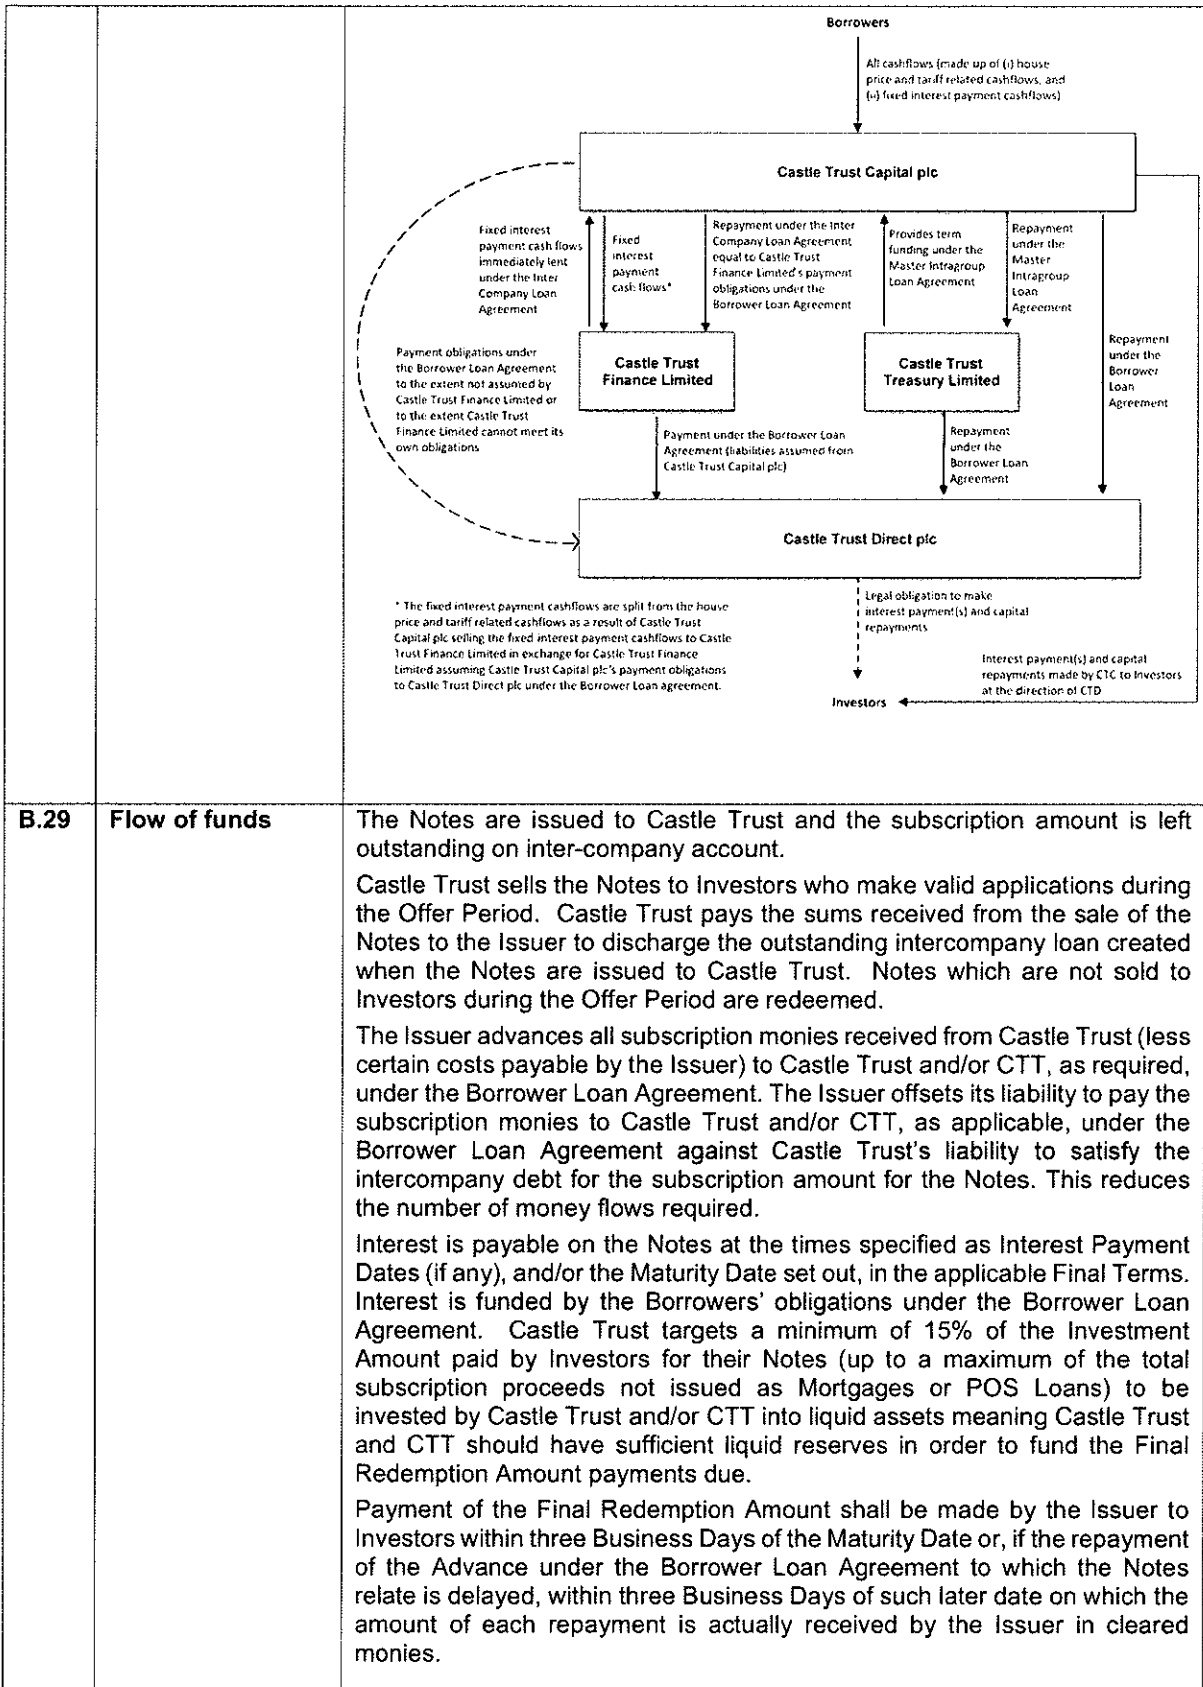 Borrowers
All cashflows (made up of (i) house
price and tariff related cashflows, and
(ii) fixed interest payment cashflows)
Castle Trust Capital plc
Fixed interest
payment cash flows
immediately lent
under the Inter
Company Loan
Agreement
Fixed
interest
payment
cash flows*
Repayment under the Inter
Company Loan Agreement
equal to Castle Trust
Finance Limited's payment
obligations under the
Borrower Loan Agreement
Provides term
funding under the
Master Intragroup
Loan Agreement
Repayment
under the
Master
Intragroup
Loan
Agreement
Repayment
under the
Borrower
Loan
Agreement
Payment obligations under
the Borrower Loan Agreement
to the extent not assumed by
Castle Trust Finance Limited or
to the extent Castle Trust
Finance Limited cannot meet its
own obligations
Castle Trust
Finance Limited
Castle Trust
Treasury Limited
Payment under the Borrower Loan
Agreement (liabilities assumed from
Castle Trust Capital plc)
Repayment
under the
Borrower Loan
Agreement
Castle Trust Direct plc
Legal obligation to make
interest payment(s) and capital
repayments
* The fixed interest payment cashflows are split from the house
price and tariff related cashflows as a result of Castle Trust
Capital plc selling the fixed interest payment cashflows to Castle
Trust Finance Limited in exchange for Castle Trust Finance
Limited assuming Castle Trust Capital plc's payment obligations
to Castle Trust Direct plc under the Borrower Loan agreement.
Interest payment(s) and capital
repayments made by CTC to Investors
at the direction of CTD
Investors
B.29 Flow of funds
The Notes are issued to Castle Trust and the subscription amount is left
outstanding on inter-company account.
Castle Trust sells the Notes to Investors who make valid applications during
the Offer Period. Castle Trust pays the sums received from the sale of the
Notes to the Issuer to discharge the outstanding intercompany loan created
when the Notes are issued to Castle Trust. Notes which are not sold to
Investors during the Offer Period are redeemed.
The Issuer advances all subscription monies received from Castle Trust (less
certain costs payable by the Issuer) to Castle Trust and/or CTT, as required,
under the Borrower Loan Agreement. The Issuer offsets its liability to pay the
subscription monies to Castle Trust and/or CTT, as applicable, under the
Borrower Loan Agreement against Castle Trust's liability to satisfy the
intercompany debt for the subscription amount for the Notes. This reduces
the number of money flows required.
Interest is payable on the Notes at the times specified as Interest Payment
Dates (if any), and/or the Maturity Date set out, in the applicable Final Terms.
Interest is funded by the Borrowers' obligations under the Borrower Loan
Agreement. Castle Trust targets a minimum of 15% of the Investment
Amount paid by Investors for their Notes (up to a maximum of the total
subscription proceeds not issued as Mortgages or POS Loans) to be
invested by Castle Trust and/or CTT into liquid assets meaning Castle Trust
and CTT should have sufficient liquid reserves in order to fund the Final
Redemption Amount payments due.
Payment of the Final Redemption Amount shall be made by the Issuer to
Investors within three Business Days of the Maturity Date or, if the repayment
of the Advance under the Borrower Loan Agreement to which the Notes
relate is delayed, within three Business Days of such later date on which the
amount of each repayment is actually received by the Issuer in cleared
monies.